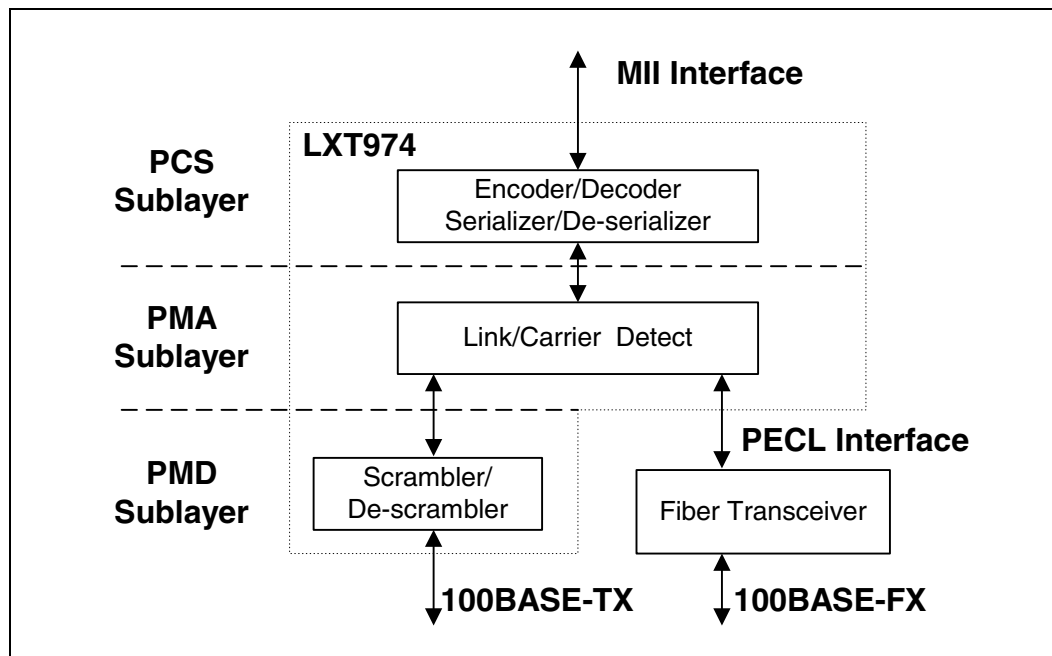 MII Interface
LXT974
PCS
Sublayer
Encoder/Decoder
Serializer/De-serializer
PMA
Sublayer
Link/Carrier Detect
PECL Interface
PMD
Sublayer
Scrambler/
De-scrambler
Fiber Transceiver
100BASE-TX
100BASE-FX